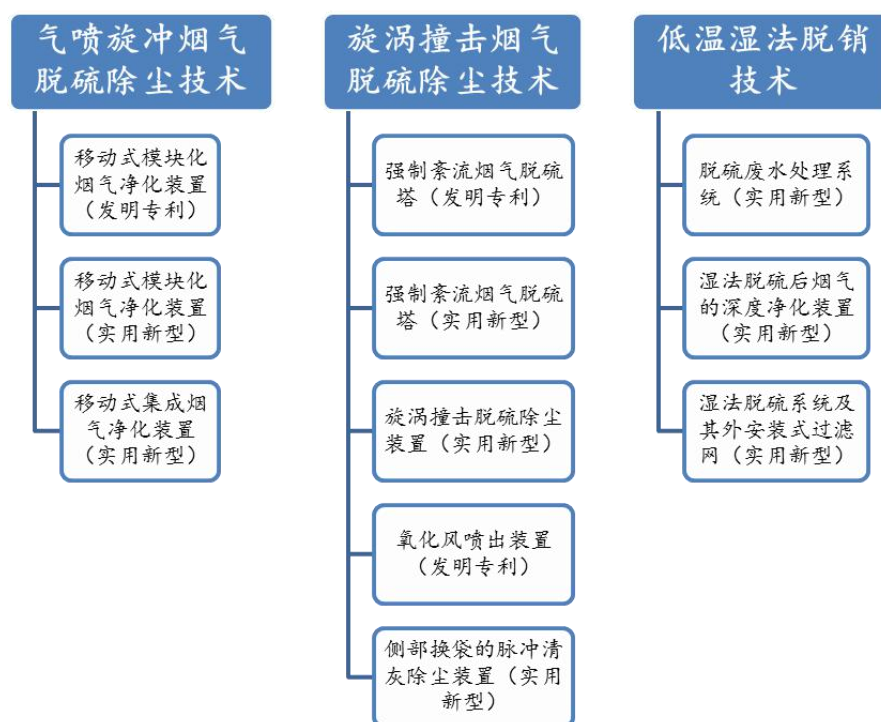 气喷旋冲烟气
脱硫除尘技术
移动式模块化
烟气净化装置
（发明专利）
移动式模块化
烟气净化装置
（实用新型）
移动式集成烟
气净化装置
（实用新型）
旋涡撞击烟气
脱硫除尘技术
强制紊流烟气脱硫
塔（发明专利）
强制紊流烟气脱硫
塔（实用新型）
旋涡撞击脱硫除尘
装置（实用新型）
氧化风喷出装置
（发明专利）
侧部换袋的脉冲清
灰除尘装置（实用
新型）
低温湿法脱销
技术
脱硫废水处理系
统（实用新型）
湿法脱硫后烟气
的深度净化装置
（实用新型）
湿法脱硫系统及
其外安装式过滤
网（实用新型）